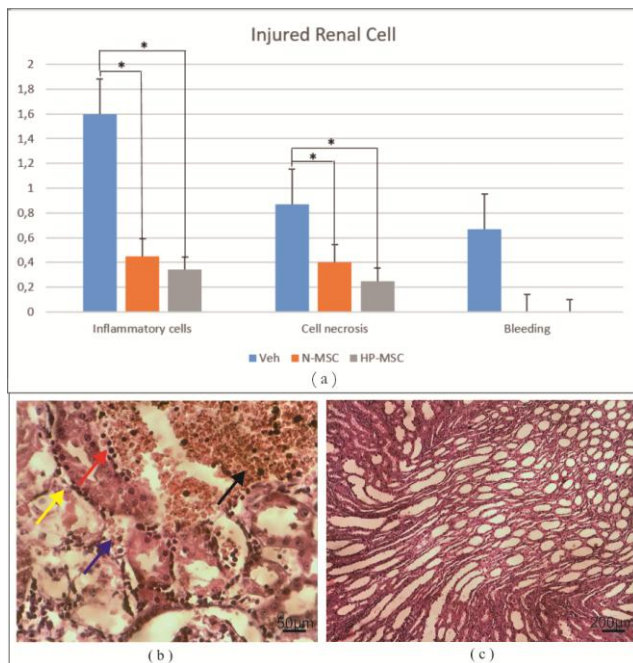 Injured Renal Cell
2
1,8
1,6
1,4
1,2
1
0,8
0,6
0,4
0,2
0
*
*
*
*
Inflammatory cells
Cell necrosis
Bleeding
Veh N-MSC HP-MSC
( a )
50μm
200μm
( b )
( c )